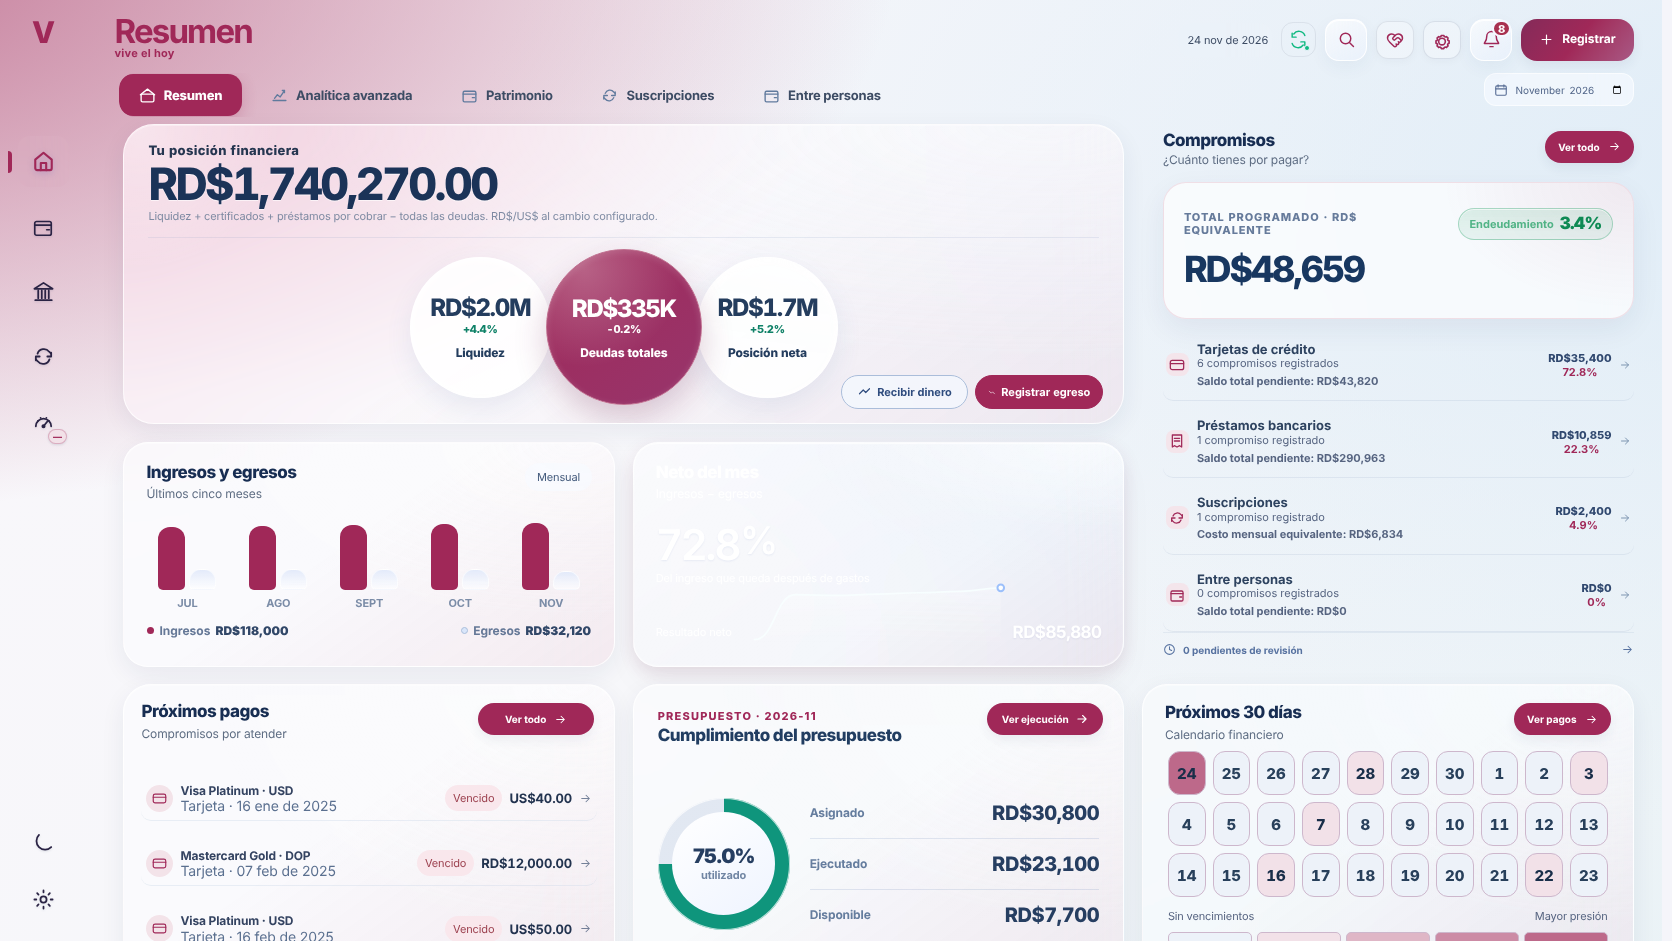 V
Resumen
vive el hoy
24 nov de 2026
8
Registrar
Resumen
Analítica avanzada
Patrimonio
Suscripciones
Entre personas
November 2026
Tu posición financiera
RD$1,740,270.00
Liquidez + certificados + préstamos por cobrar − todas las deudas. RD$/US$ al cambio configurado.
RD$2.0M
+4.4%
Liquidez
RD$335K
-0.2%
Deudas totales
RD$1.7M
+5.2%
Posición neta
Recibir dinero
Registrar egreso
Compromisos
¿Cuánto tienes por pagar?
Ver todo
TOTAL PROGRAMADO · RD$
EQUIVALENTE
Endeudamiento 3.4%
RD$48,659
Tarjetas de crédito
6 compromisos registrados
Saldo total pendiente: RD$43,820
RD$35,400
72.8%
Préstamos bancarios
1 compromiso registrado
Saldo total pendiente: RD$290,963
RD$10,859
22.3%
Suscripciones
1 compromiso registrado
Costo mensual equivalente: RD$6,834
RD$2,400
4.9%
Entre personas
0 compromisos registrados
Saldo total pendiente: RD$0
RD$0
0%
0 pendientes de revisión
Ingresos y egresos
Últimos cinco meses
Mensual
JUL
AGO
SEPT
OCT
NOV
Ingresos RD$118,000
Egresos RD$32,120
Neto del mes
Ingresos − egresos
72.8%
Del ingreso que queda después de gastos
Resultado neto
RD$85,880
Próximos pagos
Compromisos por atender
Ver todo
Visa Platinum · USD
Tarjeta · 16 ene de 2025
Vencido
US$40.00
Mastercard Gold · DOP
Tarjeta · 07 feb de 2025
Vencido
RD$12,000.00
Visa Platinum · USD
Tarjeta · 16 feb de 2025
Vencido
US$50.00
PRESUPUESTO · 2026-11
Cumplimiento del presupuesto
Ver ejecución
75.0%
utilizado
Asignado
RD$30,800
Ejecutado
RD$23,100
Disponible
RD$7,700
Próximos 30 días
Calendario financiero
Ver pagos
24 25 26 27 28 29 30 1 2 3
4 5 6 7 8 9 10 11 12 13
14 15 16 17 18 19 20 21 22 23
Sin vencimientos
Mayor presión